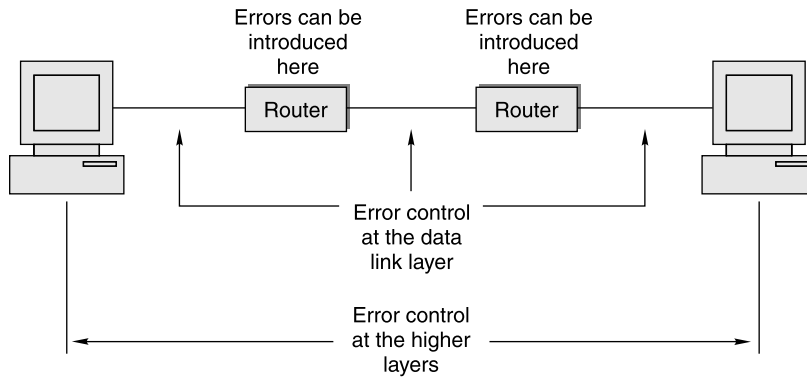 Errors can be
introduced
here
Errors can be
introduced
here
Router
Router
Error control
at the data
link layer
Error control
at the higher
layers